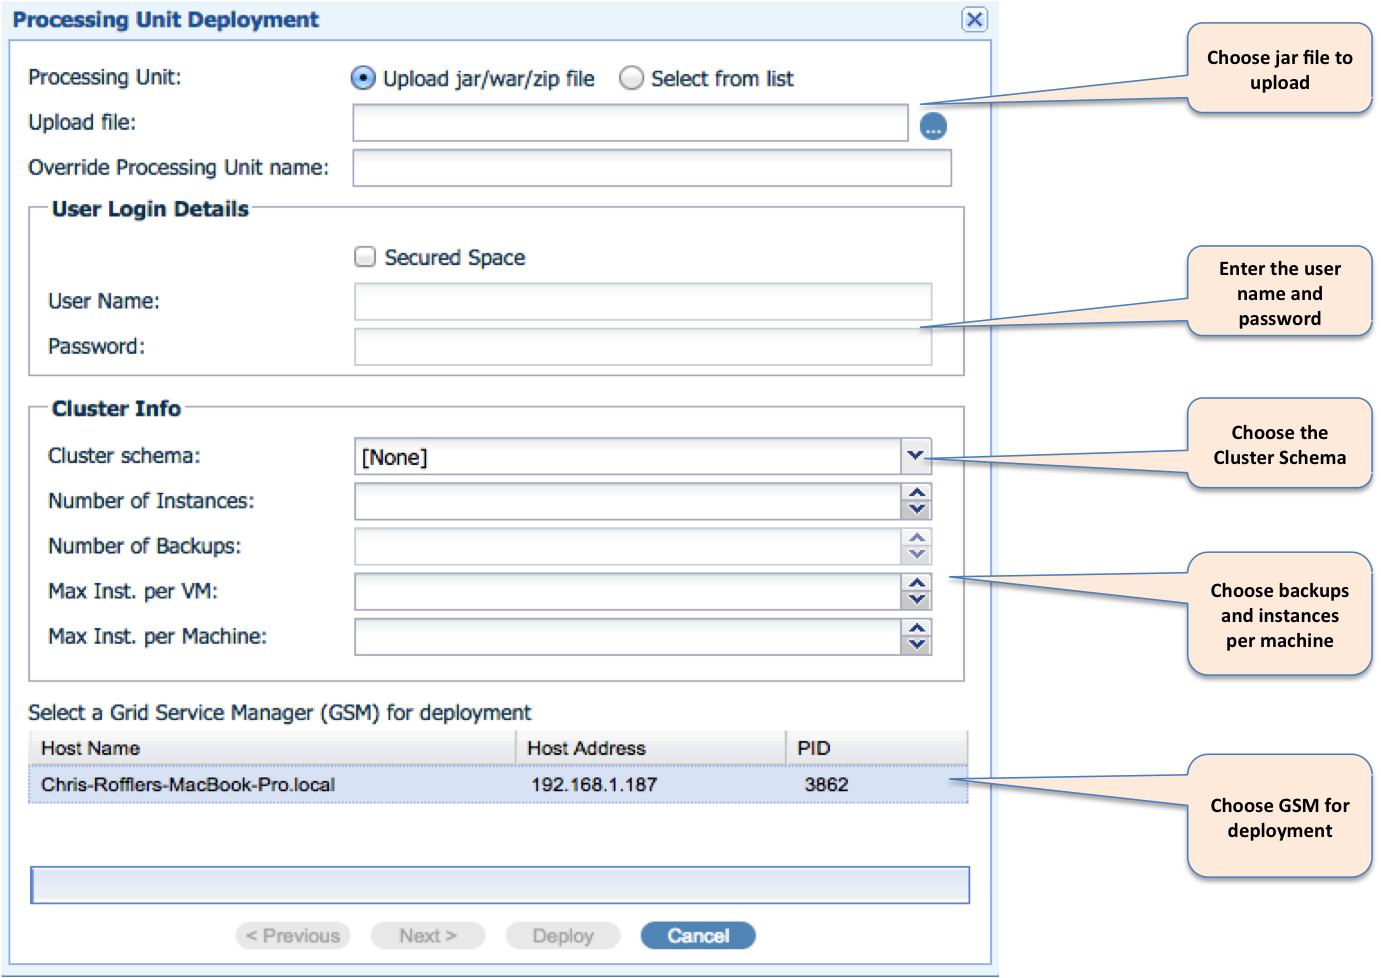 Processing Unit Deployment
Processing Unit: Upload jar/war/zip file Select from list
Upload file: ...
Override Processing Unit name:
User Login Details
Secured Space
User Name:
Password:
Cluster Info
Cluster schema: [None]
Number of Instances:
Number of Backups:
Max Inst. per VM:
Max Inst. per Machine:
Select a Grid Service Manager (GSM) for deployment
Host Name Host Address PID
Chris-Rofflers-MacBook-Pro.local 192.168.1.187 3862
< Previous Next > Deploy Cancel
Choose jar file to
upload
Enter the user
name and
password
Choose the
Cluster Schema
Choose backups
and instances
per machine
Choose GSM for
deployment